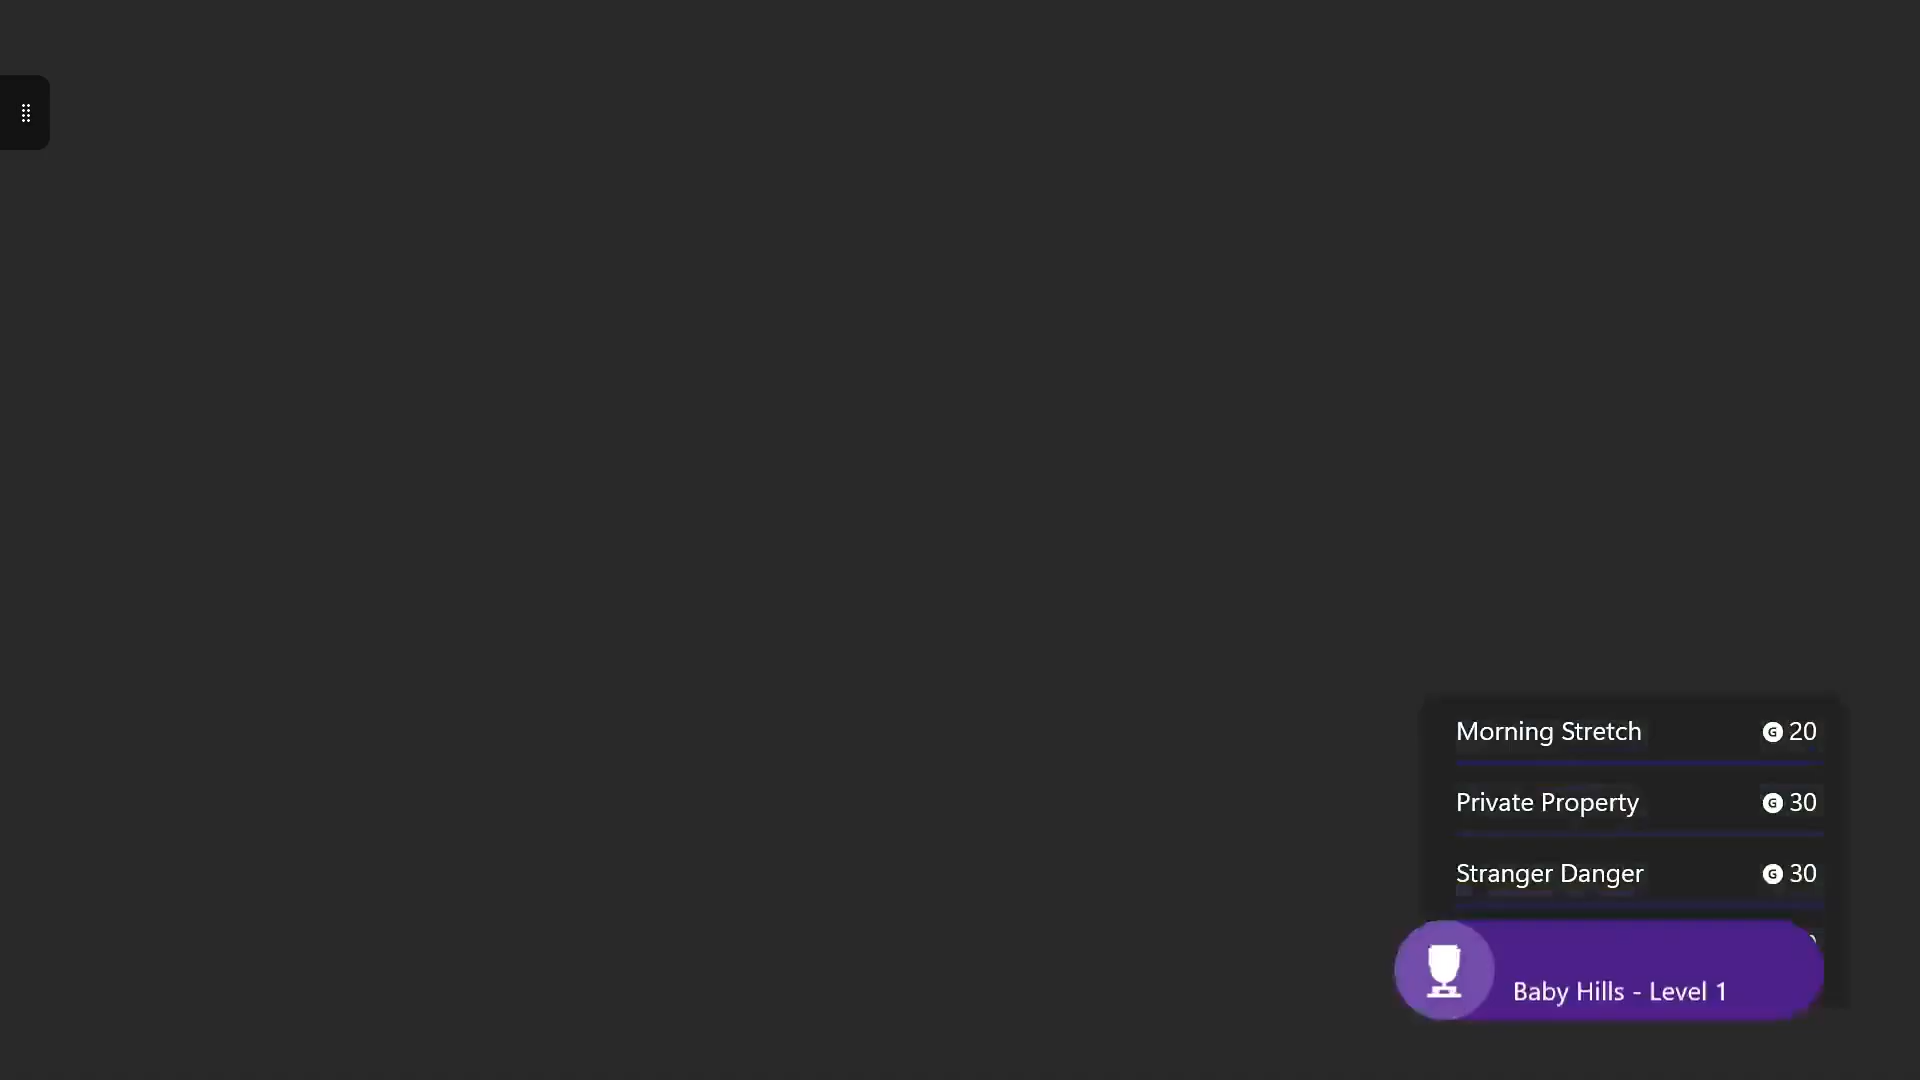 Morning Stretch G 20
Private Property G 30
Stranger Danger G 30
Baby Hills - Level 1